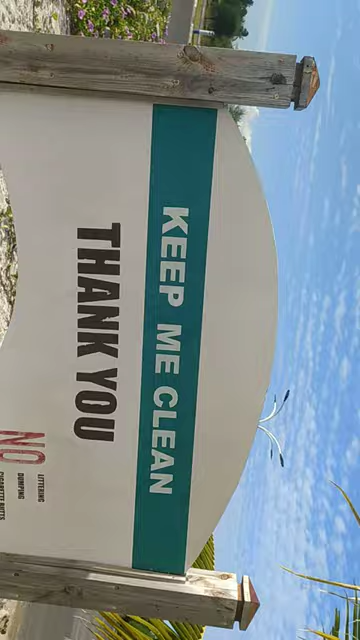 KEEP ME CLEAN
THANK YOU
NO
LITTERING
DUMPING
CIGARETTE BUTTS